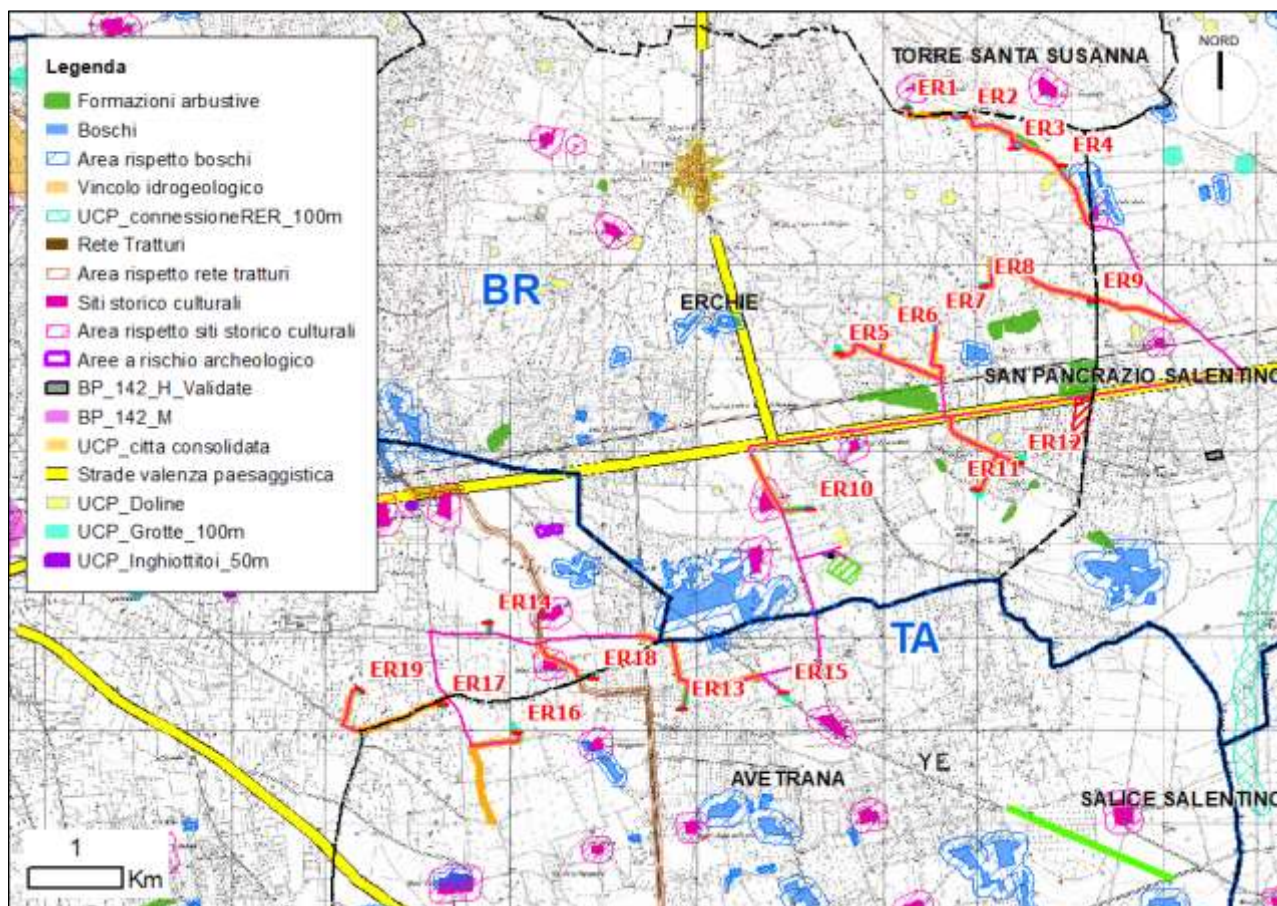 Legenda
Formazioni arbustive
Boschi
Area rispetto boschi
Vincolo idrogeologico
UCP_connessioneRER_100m
Rete Tratturi
Area rispetto rete tratturi
Siti storico culturali
Area rispetto siti storico culturali
Aree a rischio archeologico
BP_142_H_Validate
BP_142_M
UCP_citta consolidata
Strade valenza paesaggistica
UCP_Doline
UCP_Grotte_100m
UCP_Inghiottitoi_50m
NORD
TORRE SANTA SUSANNA
ER1
ER2
ER3
ER4
BR
ERCHIE
ER8
ER7
ER9
ER6
ER5
SAN PANCRAZIO SALENTINO
ER12
ER11
ER10
ER14
TA
ER18
ER19
ER17
ER13
ER15
ER16
YE
AVETRANA
SALICE SALENTINO
1
Km